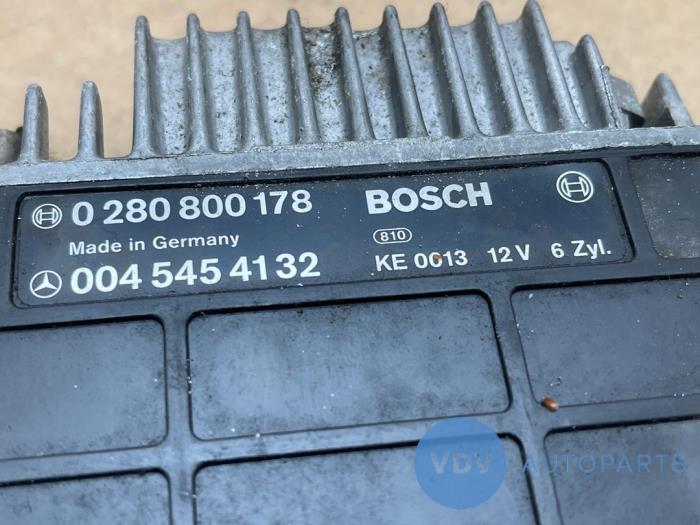 0 280 800 178 BOSCH
Made in Germany 810
004 545 41 32 KE 0013 12 V 6 Zyl.
VDV AUTOPARTS